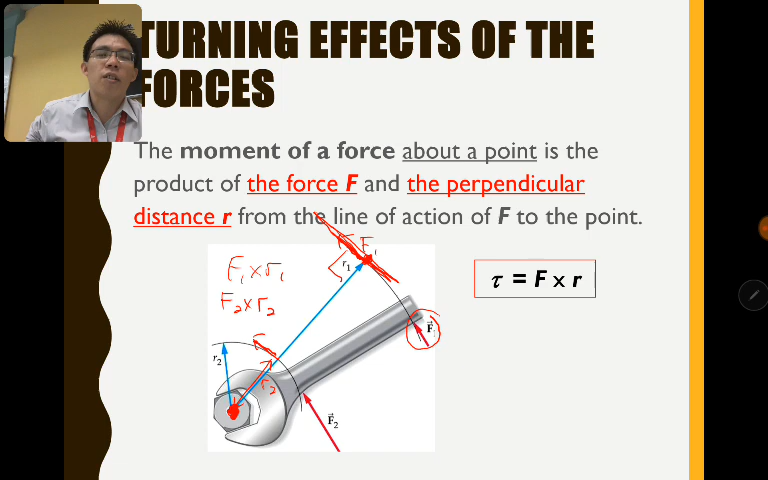 TURNING EFFECTS OF THE
FORCES
The moment of a force about a point is the
product of the force F and the perpendicular
distance r from the line of action of F to the point.
F₁
F₁ × r₁
r₁
τ = F × r
F₂ × r₂
F
r₂
r₂
F₂